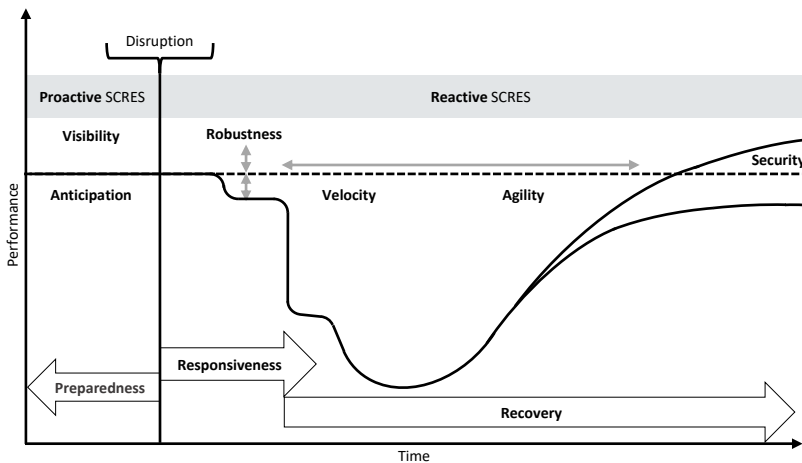 Disruption
Proactive SCRES
Reactive SCRES
Visibility
Robustness
Security
Anticipation
Velocity
Agility
Performance
Responsiveness
Preparedness
Recovery
Time